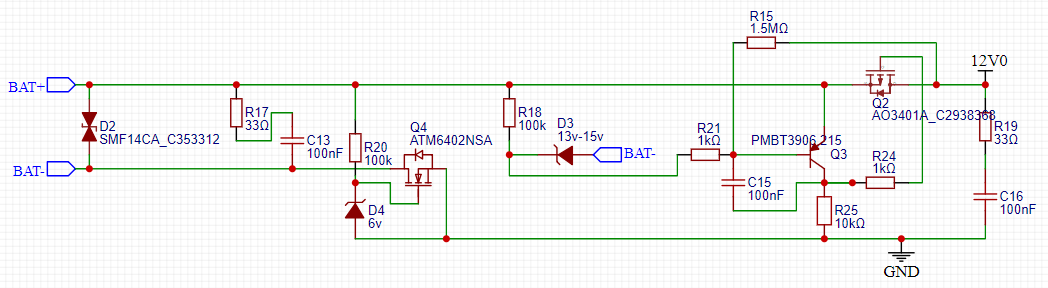 R15
1.5MΩ
12V0
BAT+
D2
SMF14CA_C353312
R17
33Ω
C13
100nF
R20
100k
Q4
ATM6402NSA
R18
100k
D3
13v-15v
BAT-
R21
1kΩ
PMBT3906,215
Q3
Q2
AO3401A_C2938368
R19
33Ω
BAT-
D4
6v
C15
100nF
R24
1kΩ
R25
10kΩ
C16
100nF
GND